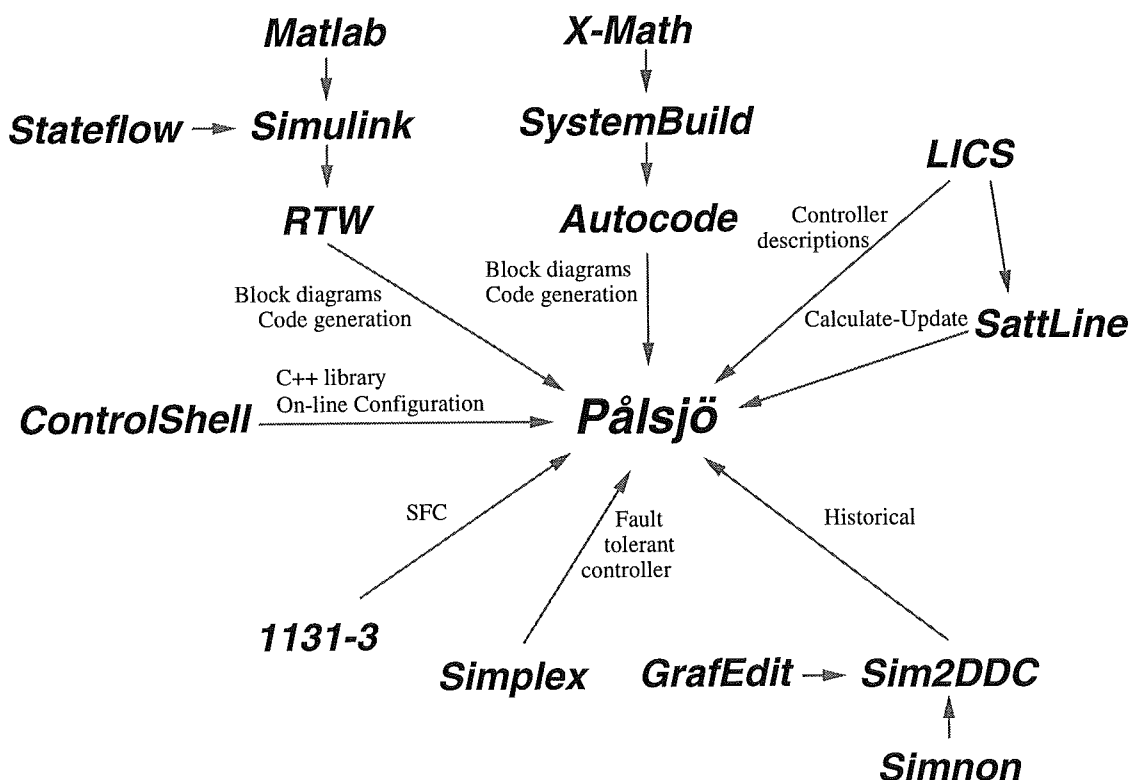 Matlab
X-Math
Stateflow
Simulink
SystemBuild
LICS
RTW
Autocode
Controller
descriptions
Block diagrams
Code generation
Block diagrams
Code generation
Calculate-Update
SattLine
C++ library
On-line Configuration
ControlShell
Pålsjö
SFC
Fault
tolerant
controller
Historical
1131-3
Simplex
GrafEdit
Sim2DDC
Simnon